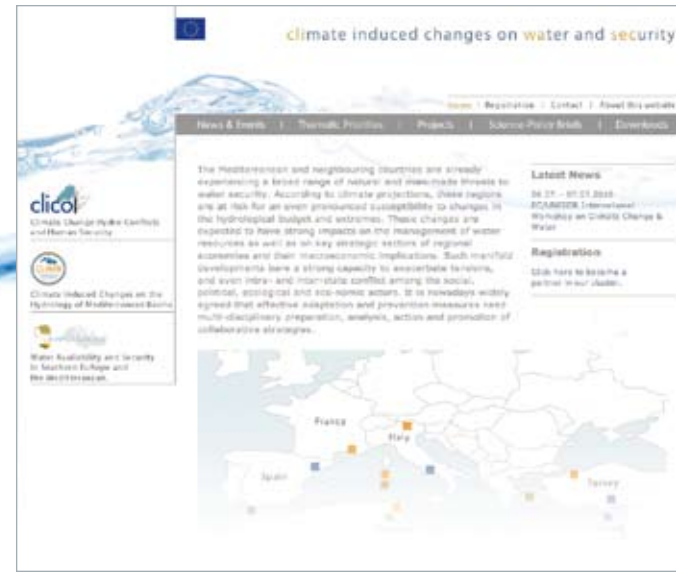 climate induced changes on water and security
Home | Registration | Contact | About this website
News & Events | Thematic Priorities | Projects | Science-Policy Briefs | Downloads
clico
Climate Change Hydro-Conflicts
and Human Security
CLIMB
Climate Induced Changes on the
Hydrology of Mediterranean Basins
Water Availability and Security
in Southern Europe and
the Mediterranean.
The Mediterranean and neighbouring countries are already
experiencing a broad range of natural and man-made threats to
water security. According to climate projections, these regions
are at risk for an even pronounced susceptibility to changes in
the hydrological budget and extremes. These changes are
expected to have strong impacts on the management of water
resources as well as on key strategic sectors of regional
economies and their macroeconomic implications. Such manifold
developments bare a strong capacity to exacerbate tensions,
and even intra- and inter-state conflict among the social,
political, ecological and eco-nomic actors. It is nowadays widely
agreed that effective adaptation and prevention measures need
multi-disciplinary preparation, analysis, action and promotion of
collaborative strategies.
Latest News
International
Workshop on Climate Change &
Water
Registration
Click here to become a
partner in our cluster.
France
Italy
Spain
Turkey